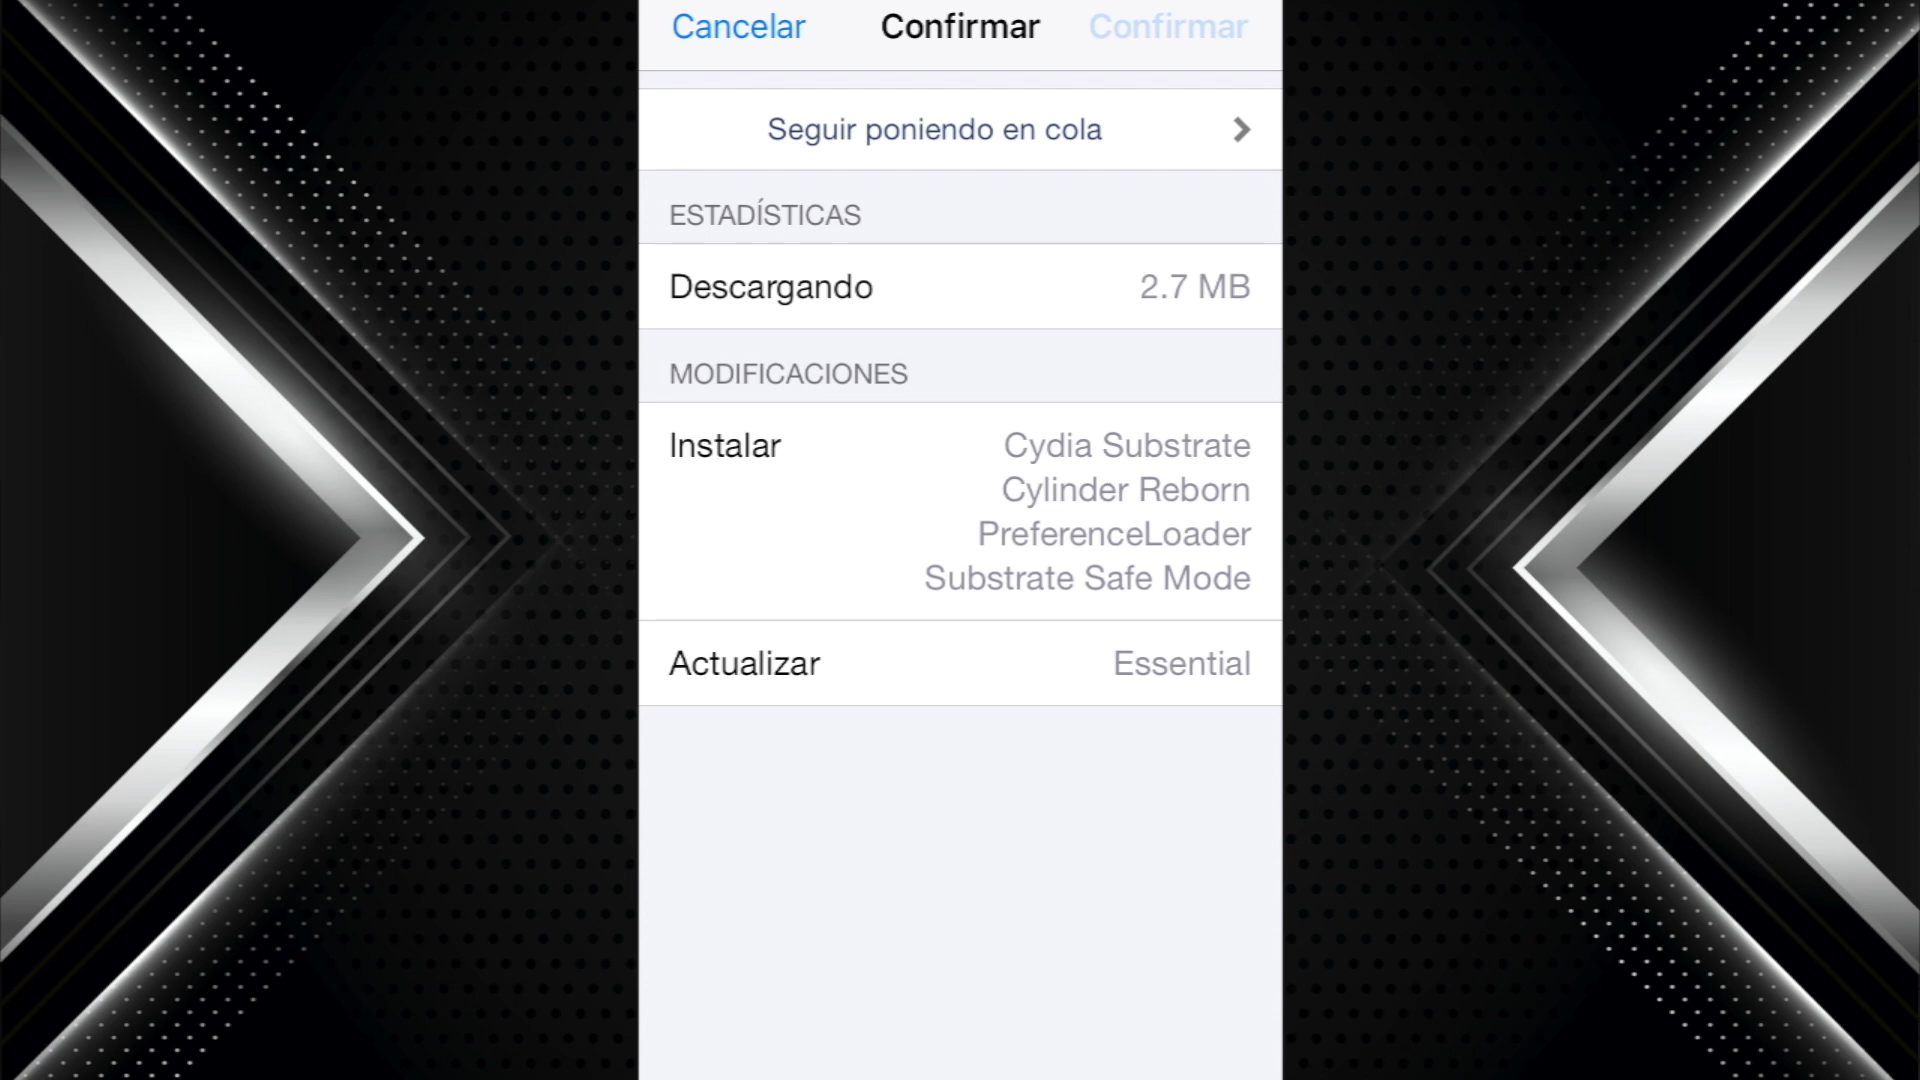 Cancelar
Confirmar
Confirmar
Seguir poniendo en cola
ESTADÍSTICAS
Descargando
2.7 MB
MODIFICACIONES
Instalar
Cydia Substrate
Cylinder Reborn
PreferenceLoader
Substrate Safe Mode
Actualizar
Essential